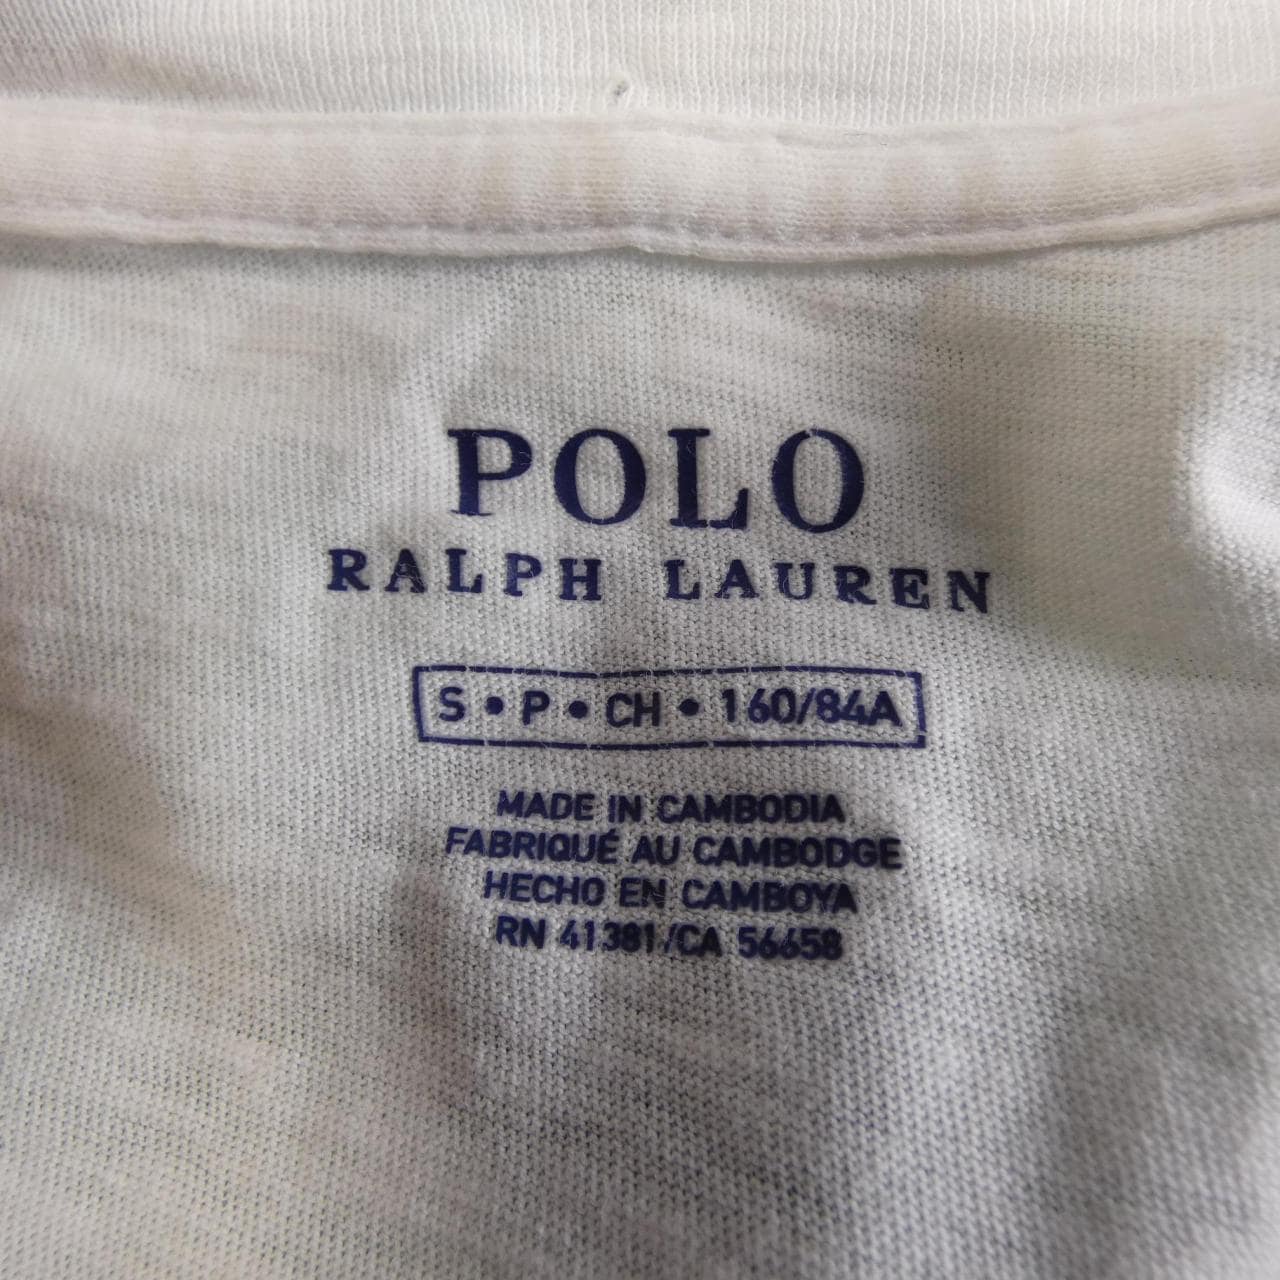 POLO
RALPH LAUREN
S • P • CH • 160/84A
MADE IN CAMBODIA
FABRIQUÉ AU CAMBODGE
HECHO EN CAMBOYA
RN 41381/CA 56658